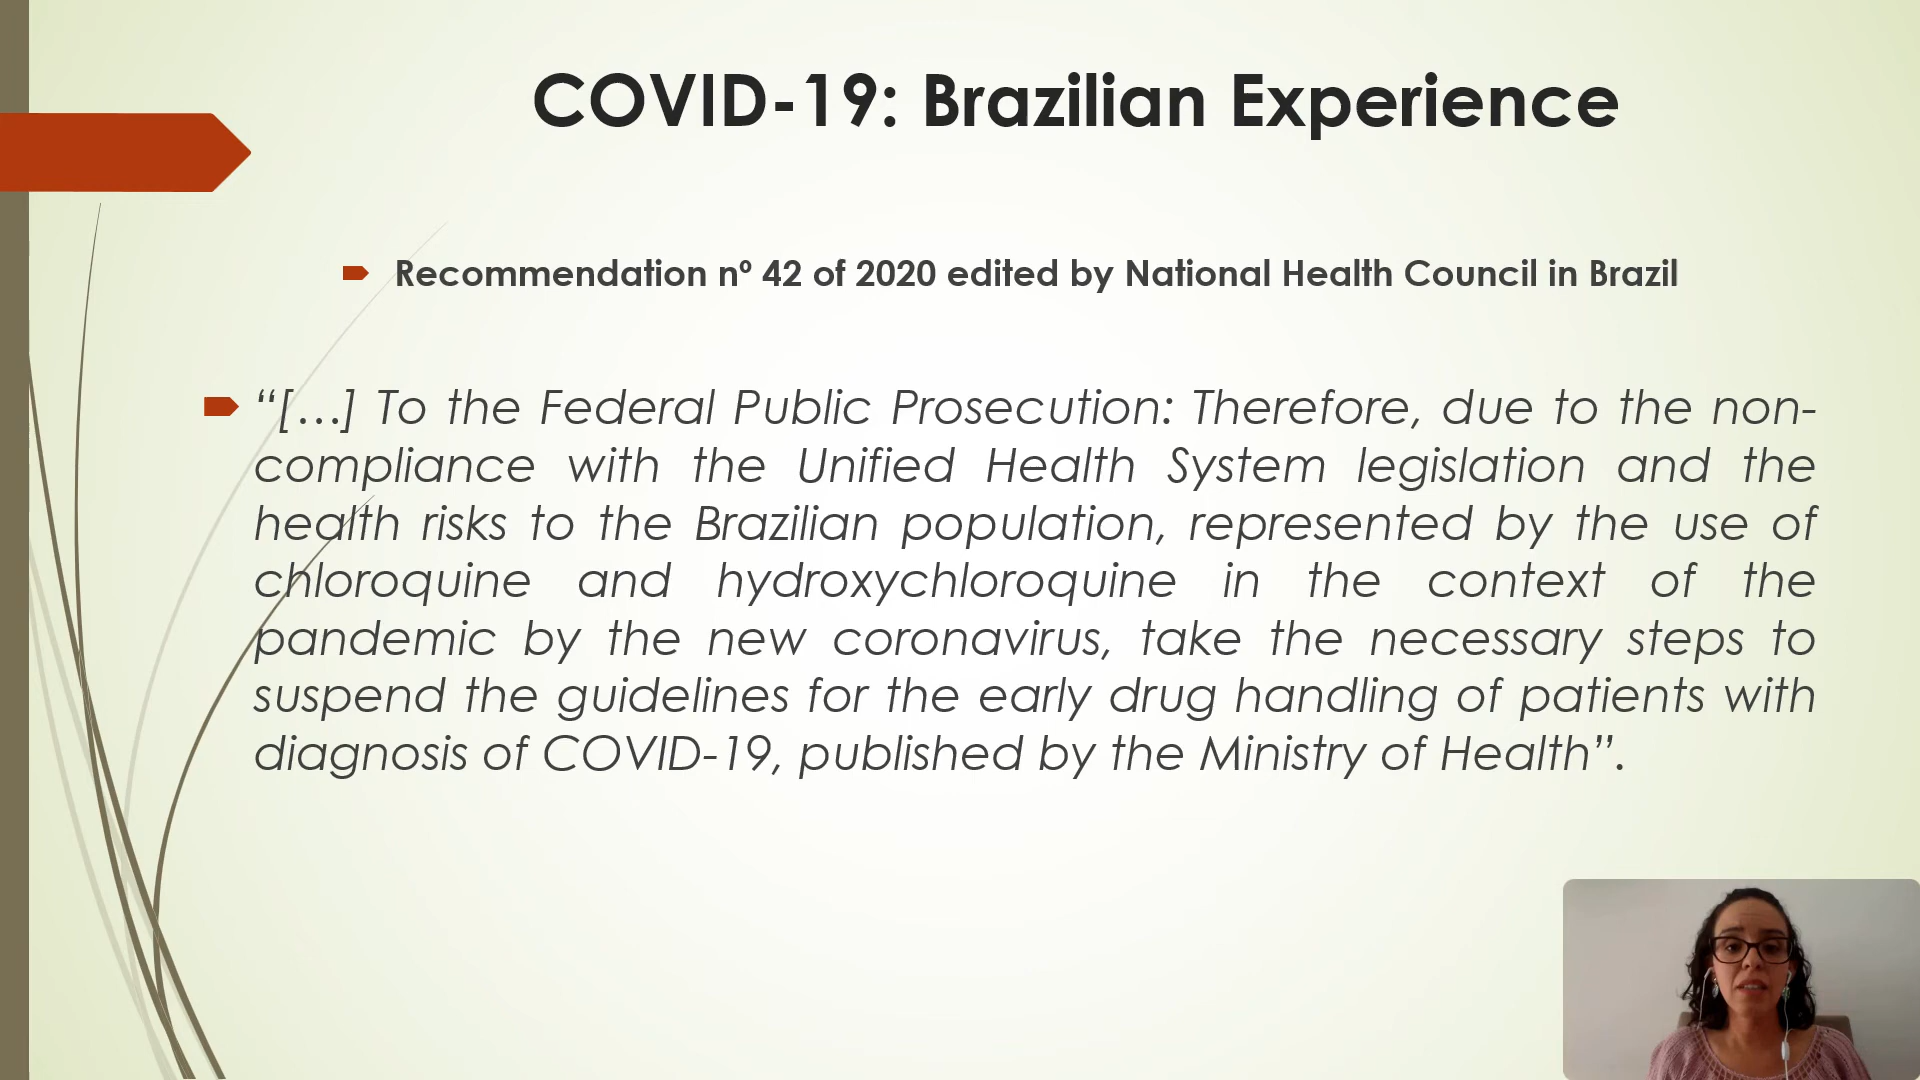 COVID-19: Brazilian Experience
Recommendation nº 42 of 2020 edited by National Health Council in Brazil
“[…] To the Federal Public Prosecution: Therefore, due to the non-
compliance with the Unified Health System legislation and the
health risks to the Brazilian population, represented by the use of
chloroquine and hydroxychloroquine in the context of the
pandemic by the new coronavirus, take the necessary steps to
suspend the guidelines for the early drug handling of patients with
diagnosis of COVID-19, published by the Ministry of Health”.